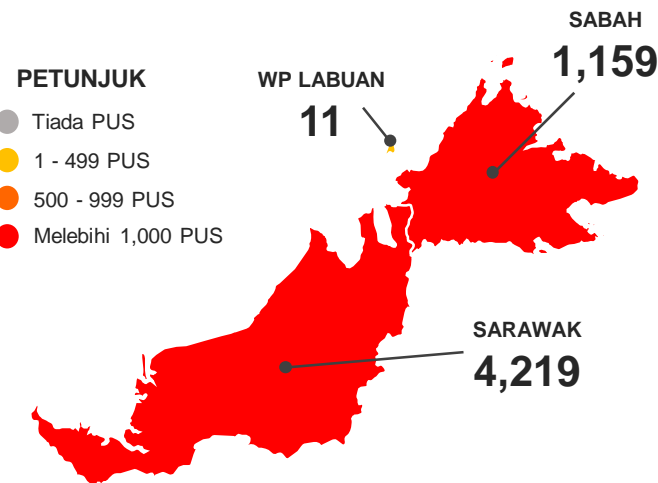 PETUNJUK
Tiada PUS
1 - 499 PUS
500 - 999 PUS
Melebihi 1,000 PUS
WP LABUAN
11
SABAH
1,159
SARAWAK
4,219